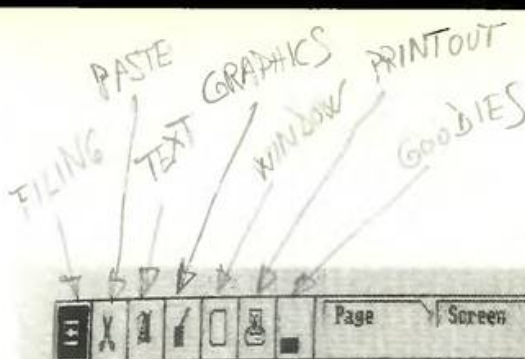 FILING
PASTE
TEXT
GRAPHICS
WINDOW
PRINTOUT
GOODIES
Page Screen